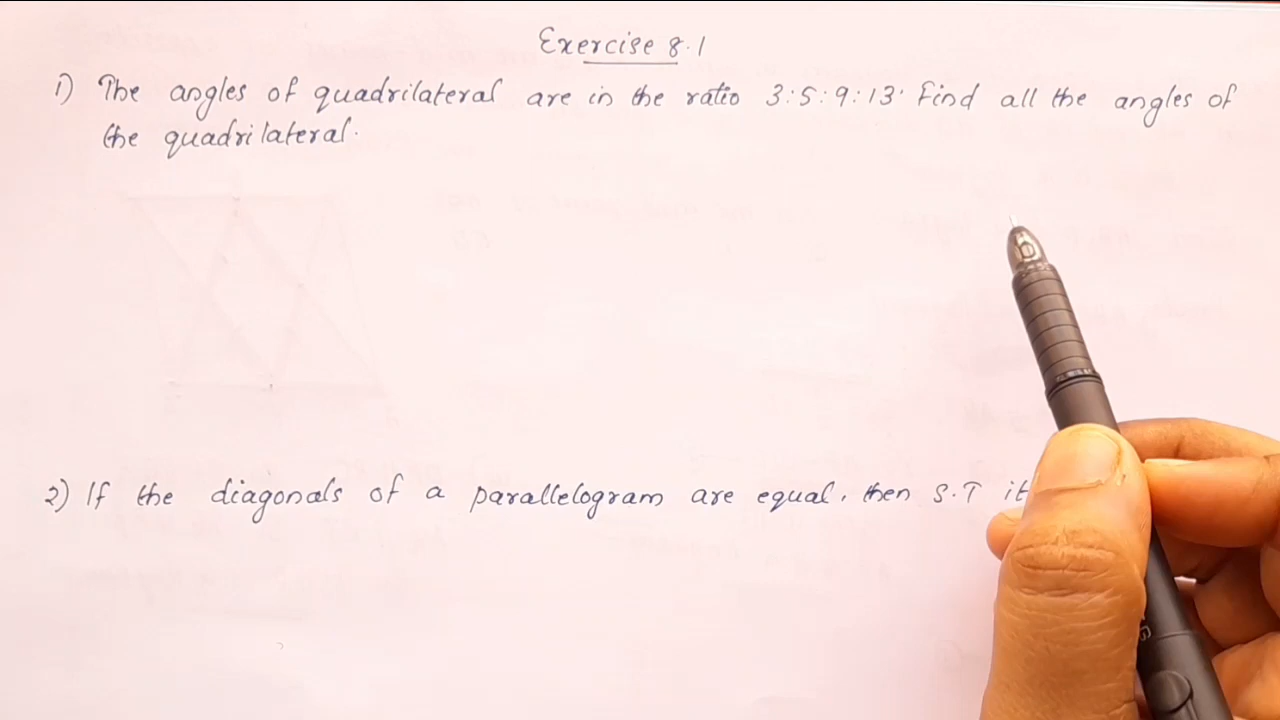 Exercise 8.1
1) The angles of quadrilateral are in the ratio 3:5:9:13. Find all the angles of
the quadrilateral.
2) If the diagonals of a parallelogram are equal, then S.T it